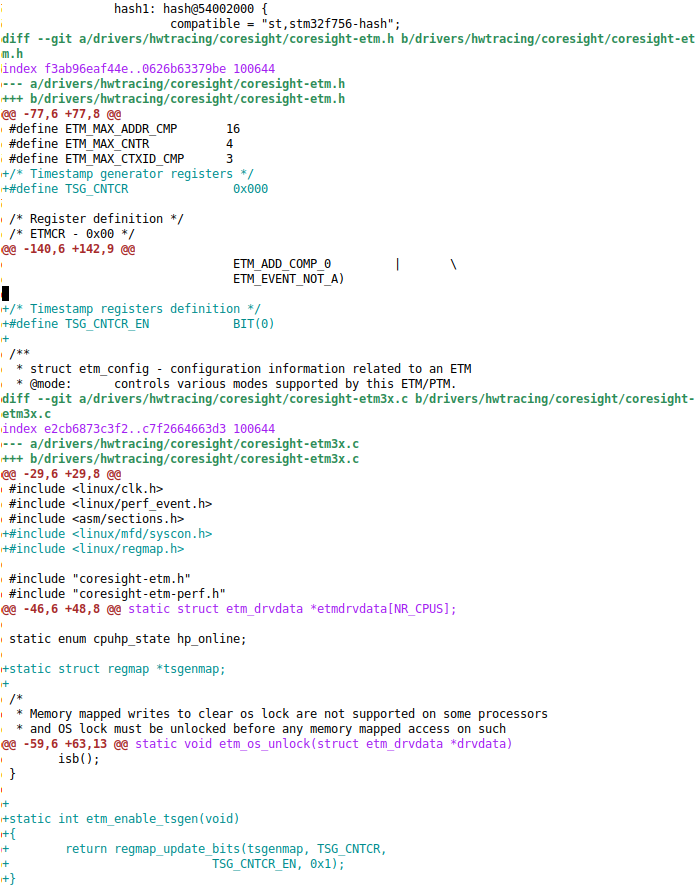 hash1: hash@54002000 {
compatible = "st,stm32f756-hash";
diff --git a/drivers/hwtracing/coresight/coresight-etm.h b/drivers/hwtracing/coresight/coresight-et
m.h
index f3ab96eaf44e..0626b63379be 100644
--- a/drivers/hwtracing/coresight/coresight-etm.h
+++ b/drivers/hwtracing/coresight/coresight-etm.h
@@ -77,6 +77,8 @@
#define ETM_MAX_ADDR_CMP 16
#define ETM_MAX_CNTR 4
#define ETM_MAX_CTXID_CMP 3
+/* Timestamp generator registers */
+#define TSG_CNTCR 0x000
/* Register definition */
/* ETMCR - 0x00 */
@@ -140,6 +142,9 @@
ETM_ADD_COMP_0 | \
ETM_EVENT_NOT_A)
+/* Timestamp registers definition */
+#define TSG_CNTCR_EN BIT(0)
+
/**
* struct etm_config - configuration information related to an ETM
* @mode: controls various modes supported by this ETM/PTM.
diff --git a/drivers/hwtracing/coresight/coresight-etm3x.c b/drivers/hwtracing/coresight/coresight-
etm3x.c
index e2cb6873c3f2..c7f2664663d3 100644
--- a/drivers/hwtracing/coresight/coresight-etm3x.c
+++ b/drivers/hwtracing/coresight/coresight-etm3x.c
@@ -29,6 +29,8 @@
#include <linux/clk.h>
#include <linux/perf_event.h>
#include <asm/sections.h>
+#include <linux/mfd/syscon.h>
+#include <linux/regmap.h>
#include "coresight-etm.h"
#include "coresight-etm-perf.h"
@@ -46,6 +48,8 @@ static struct etm_drvdata *etmdrvdata[NR_CPUS];
static enum cpuhp_state hp_online;
+static struct regmap *tsgenmap;
+
/*
* Memory mapped writes to clear os lock are not supported on some processors
* and OS lock must be unlocked before any memory mapped access on such
@@ -59,6 +63,13 @@ static void etm_os_unlock(struct etm_drvdata *drvdata)
isb();
}
+
+static int etm_enable_tsgen(void)
+{
+ return regmap_update_bits(tsgenmap, TSG_CNTCR,
+ TSG_CNTCR_EN, 0x1);
+}